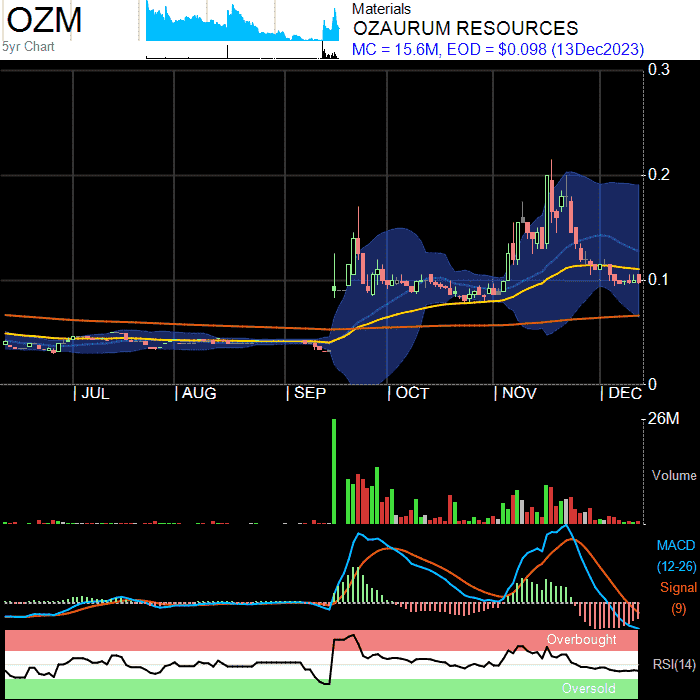 OZM
5yr Chart
Materials
OZAURUM RESOURCES
MC = 15.6M, EOD = $0.098 (13Dec2023)
0.3
0.2
0.1
0
| JUL | AUG | SEP | OCT | NOV | DEC
26M
Volume
MACD
(12-26)
Signal
(9)
Overbought
RSI(14)
Oversold